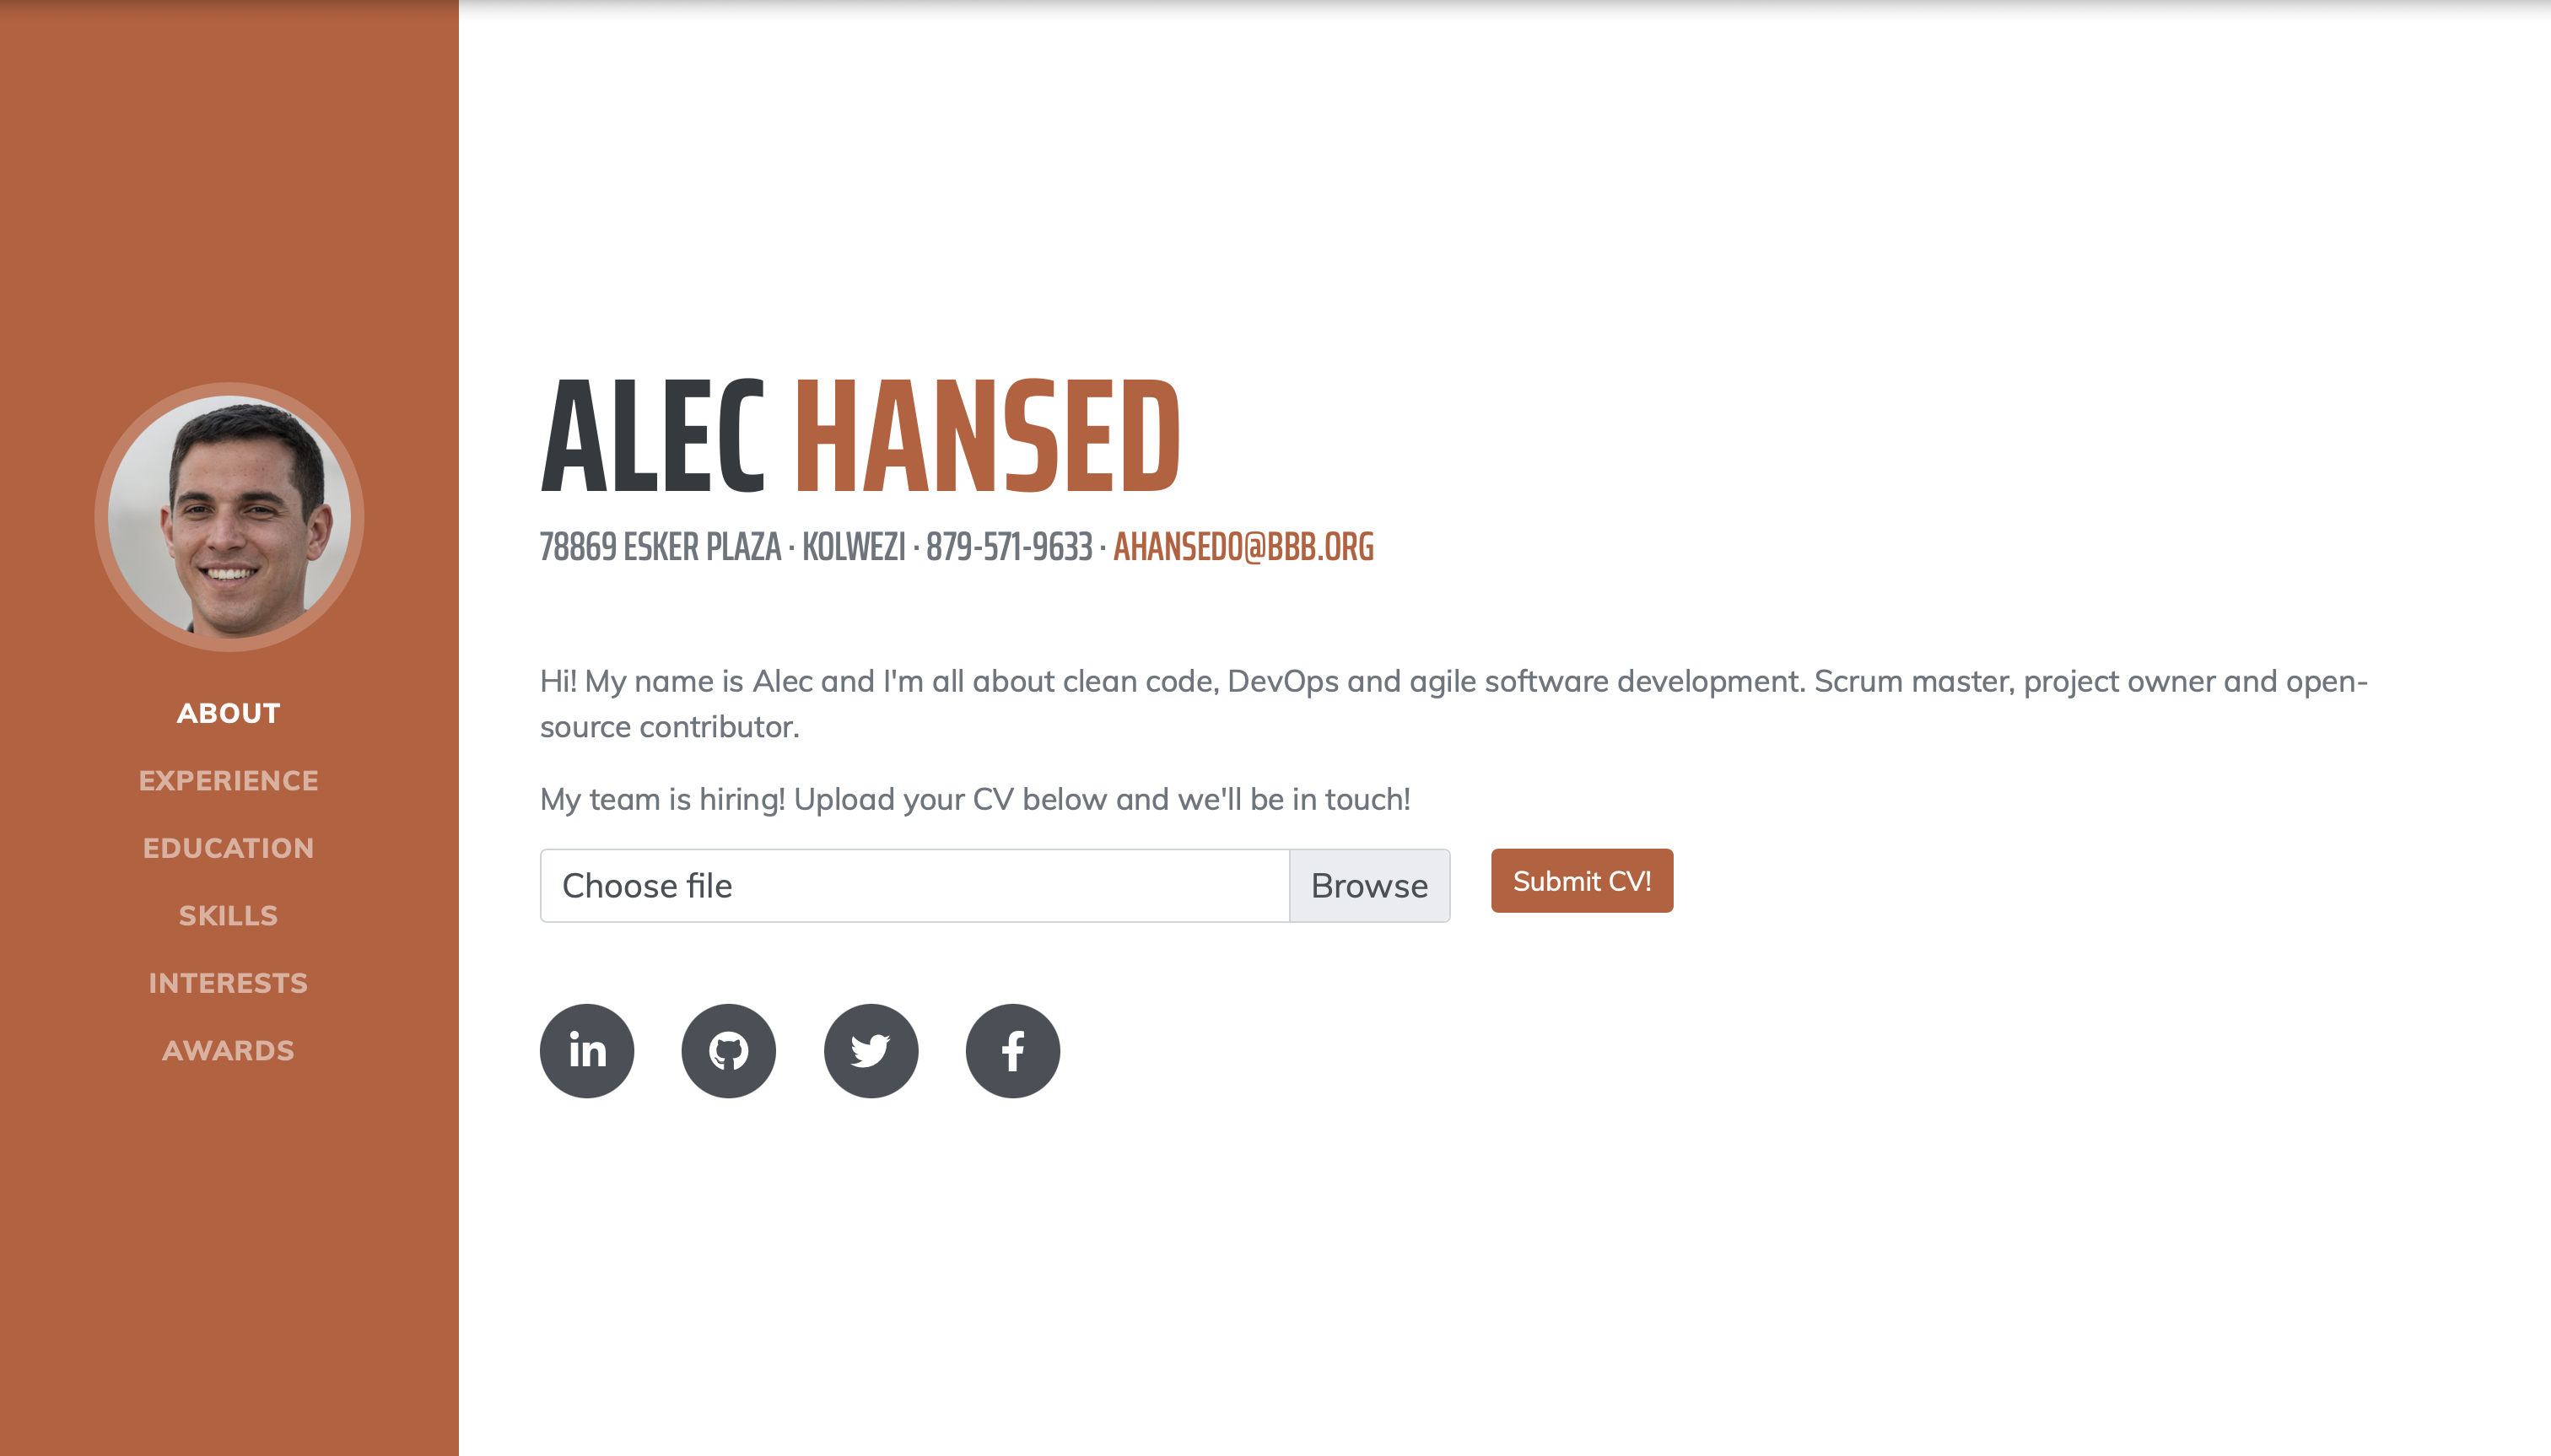 ABOUT
EXPERIENCE
EDUCATION
SKILLS
INTERESTS
AWARDS
ALEC HANSED
78869 ESKER PLAZA · KOLWEZI · 879-571-9633 · AHANSED0@BBB.ORG
Hi! My name is Alec and I'm all about clean code, DevOps and agile software development. Scrum master, project owner and open-
source contributor.
My team is hiring! Upload your CV below and we'll be in touch!
Choose file Browse Submit CV!
in